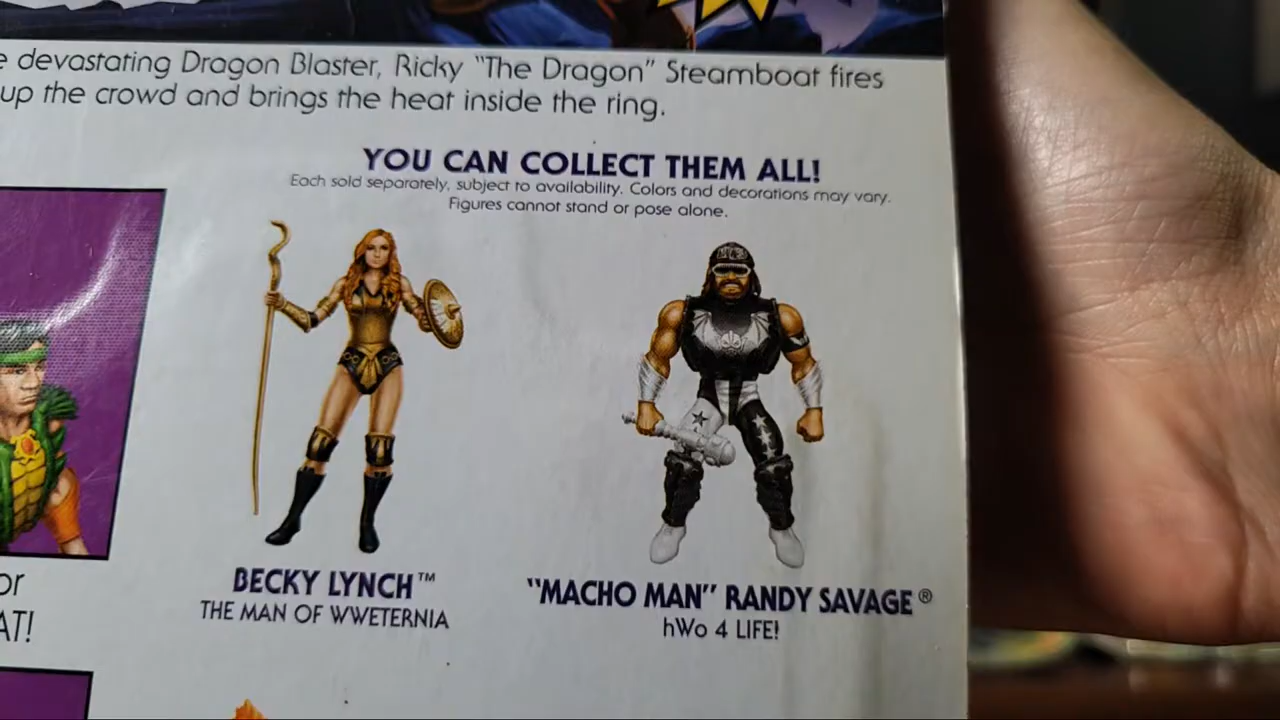 e devastating Dragon Blaster, Ricky "The Dragon" Steamboat fires
up the crowd and brings the heat inside the ring.
YOU CAN COLLECT THEM ALL!
Each sold separately, subject to availability. Colors and decorations may vary.
Figures cannot stand or pose alone.
or
AT!
BECKY LYNCH™
THE MAN OF WWETERNIA
"MACHO MAN" RANDY SAVAGE®
hWo 4 LIFE!